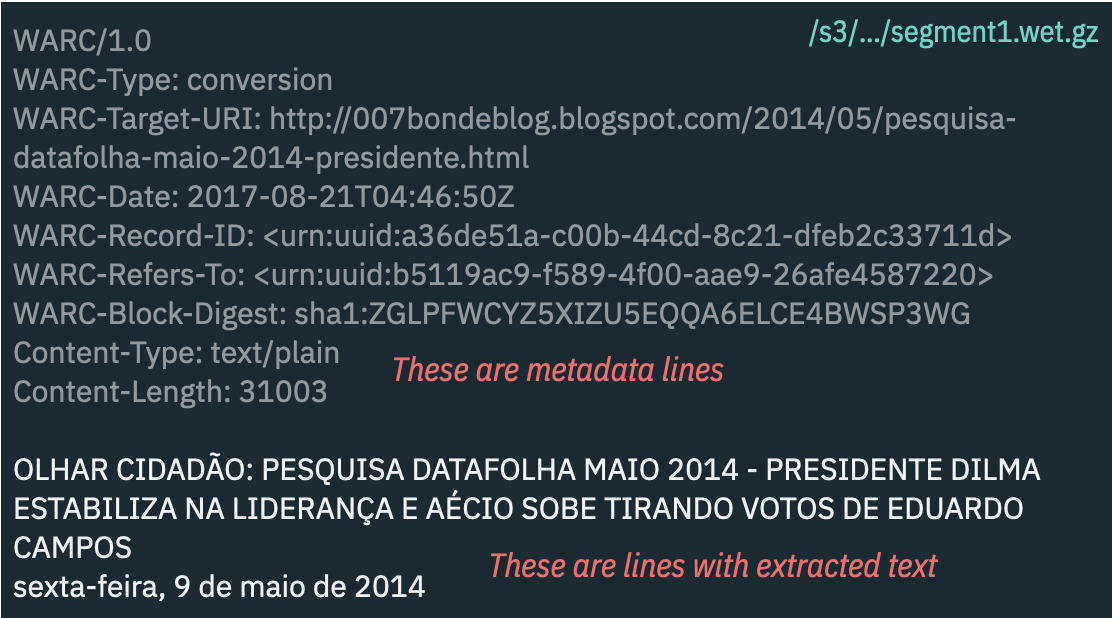 /s3/.../segment1.wet.gz
WARC/1.0
WARC-Type: conversion
WARC-Target-URI: http://007bondeblog.blogspot.com/2014/05/pesquisa-
datafolha-maio-2014-presidente.html
WARC-Date: 2017-08-21T04:46:50Z
WARC-Record-ID: <urn:uuid:a36de51a-c00b-44cd-8c21-dfeb2c33711d>
WARC-Refers-To: <urn:uuid:b5119ac9-f589-4f00-aae9-26afe4587220>
WARC-Block-Digest: sha1:ZGLPFWCYZ5XIZU5EQQA6ELCE4BWSP3WG
Content-Type: text/plain
These are metadata lines
Content-Length: 31003
OLHAR CIDADÃO: PESQUISA DATAFOLHA MAIO 2014 - PRESIDENTE DILMA
ESTABILIZA NA LIDERANÇA E AÉCIO SOBE TIRANDO VOTOS DE EDUARDO
CAMPOS
These are lines with extracted text
sexta-feira, 9 de maio de 2014